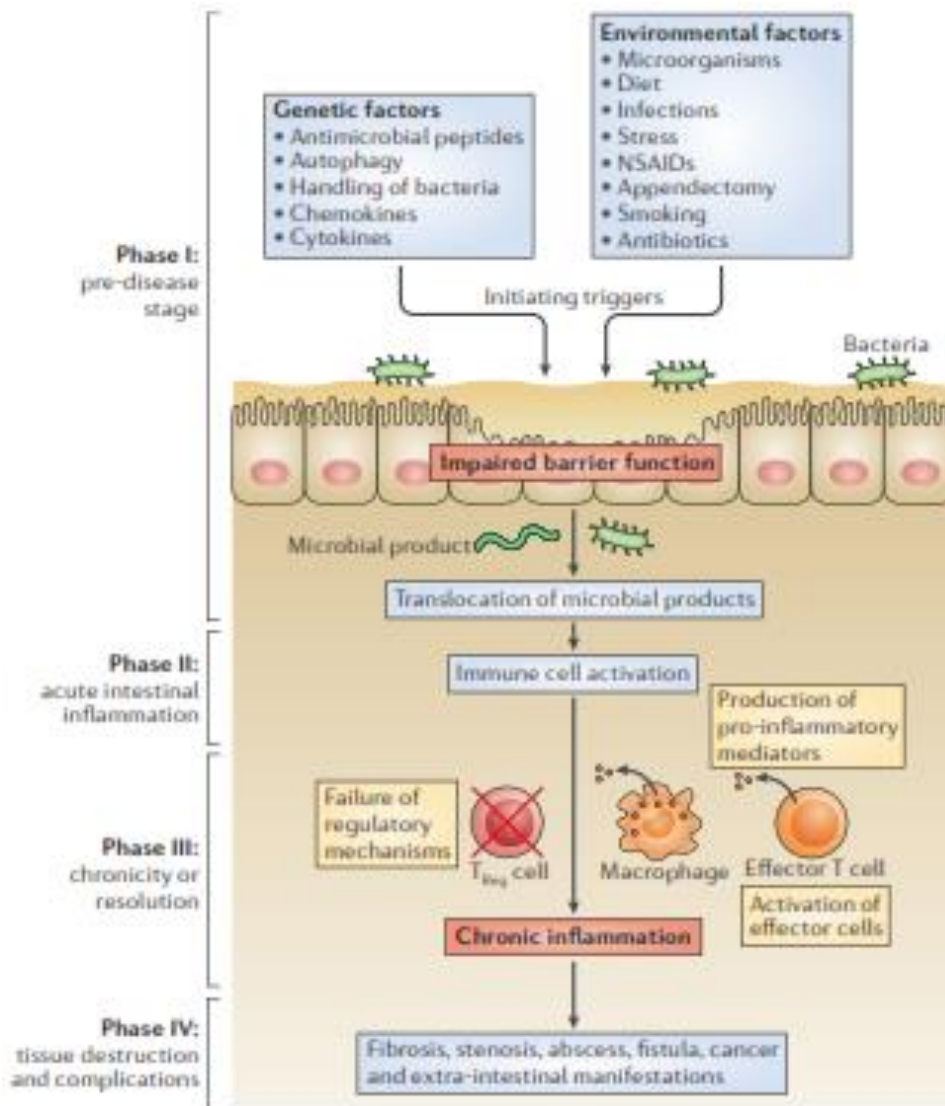 Environmental factors
• Microorganisms
• Diet
• Infections
• Stress
• NSAIDs
• Appendectomy
• Smoking
• Antibiotics
Genetic factors
• Antimicrobial peptides
• Autophagy
• Handling of bacteria
• Chemokines
• Cytokines
Phase I:
pre-disease
stage
Initiating triggers
Bacteria
Impaired barrier function
Microbial product
Translocation of microbial products
Phase II:
acute intestinal
inflammation
Immune cell activation
Production of
pro-inflammatory
mediators
Failure of
regulatory
mechanisms
Phase III:
chronicity or
resolution
TReg cell
Macrophage
Effector T cell
Activation of
effector cells
Chronic inflammation
Phase IV:
tissue destruction
and complications
Fibrosis, stenosis, abscess, fistula, cancer
and extra-intestinal manifestations